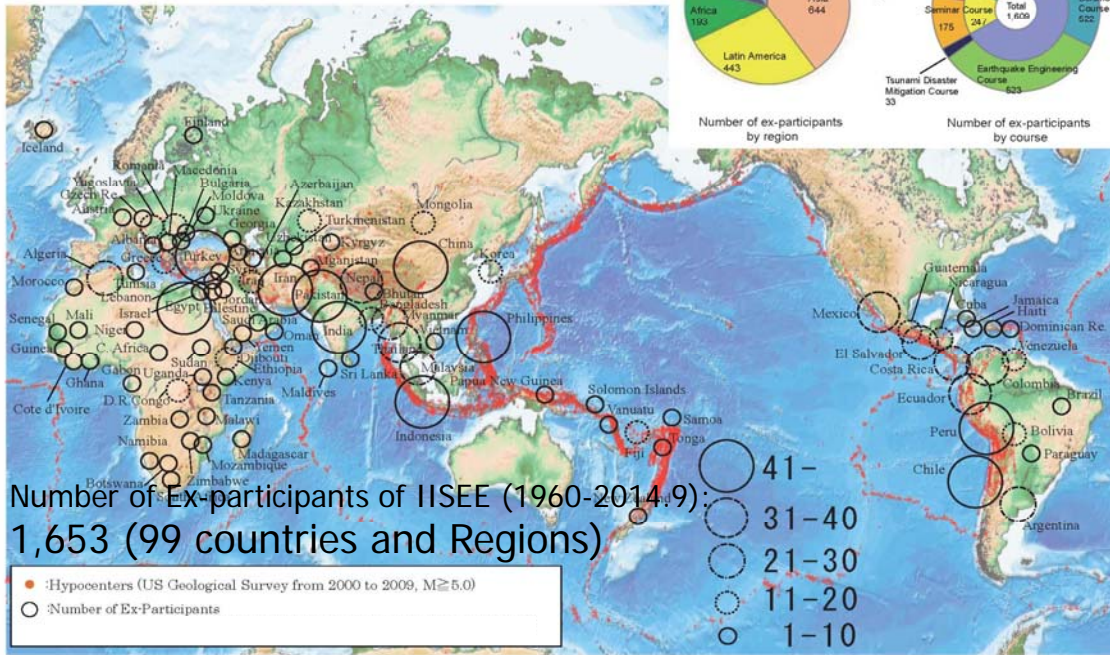 Africa
193
644
Latin America
443
Number of ex-participants
by region
Seminar Course
175
247
Total
1,609
Course
522
Earthquake Engineering
Course
523
Tsunami Disaster
Mitigation Course
33
Number of ex-participants
by course
Iceland
Finland
Romania
Macedonia
Yugoslavia
Bulgaria
Azerbaijan
Czech Re.
Moldova
Kazakhstan
Mongolia
Austria
Ukraine
Turkmenistan
Georgia
Uzbekistan
Kyrgyz
China
Albania
Algeria
Greece
Turkey
Afganistan
Korea
Morocco
Tunisia
Syria
Iran
Nepal
Lebanon
Iraq
Pakistan
Bhutan
Israel
Egypt
Jordan
Palestine
Bangladesh
Senegal
Mali
Niger
Saudi Arabia
Oman
India
Myanmar
Vietnam
Philippines
Guinea
C. Africa
Yemen
Thailand
Sudan
Djibouti
Gabon
Uganda
Ethiopia
Sri Lanka
Malaysia
Ghana
Kenya
Maldives
Papua New Guinea
Cote d'Ivoire
D.R.Congo
Tanzania
Solomon Islands
Zambia
Malawi
Indonesia
Vanuatu
Samoa
Namibia
Madagascar
Fiji
Tonga
Mozambique
Botswana
Zimbabwe
South Africa
New Zealand
Guatemala
Nicaragua
Mexico
Cuba
Jamaica
Haiti
Dominican Re.
El Salvador
Venezuela
Costa Rica
Colombia
Ecuador
Brazil
Peru
Bolivia
Paraguay
Chile
Argentina
Number of Ex-participants of IISEE (1960-2014.9):
1,653 (99 countries and Regions)
:Hypocenters (US Geological Survey from 2000 to 2009, M≧5.0)
:Number of Ex-Participants
41-
31-40
21-30
11-20
1-10